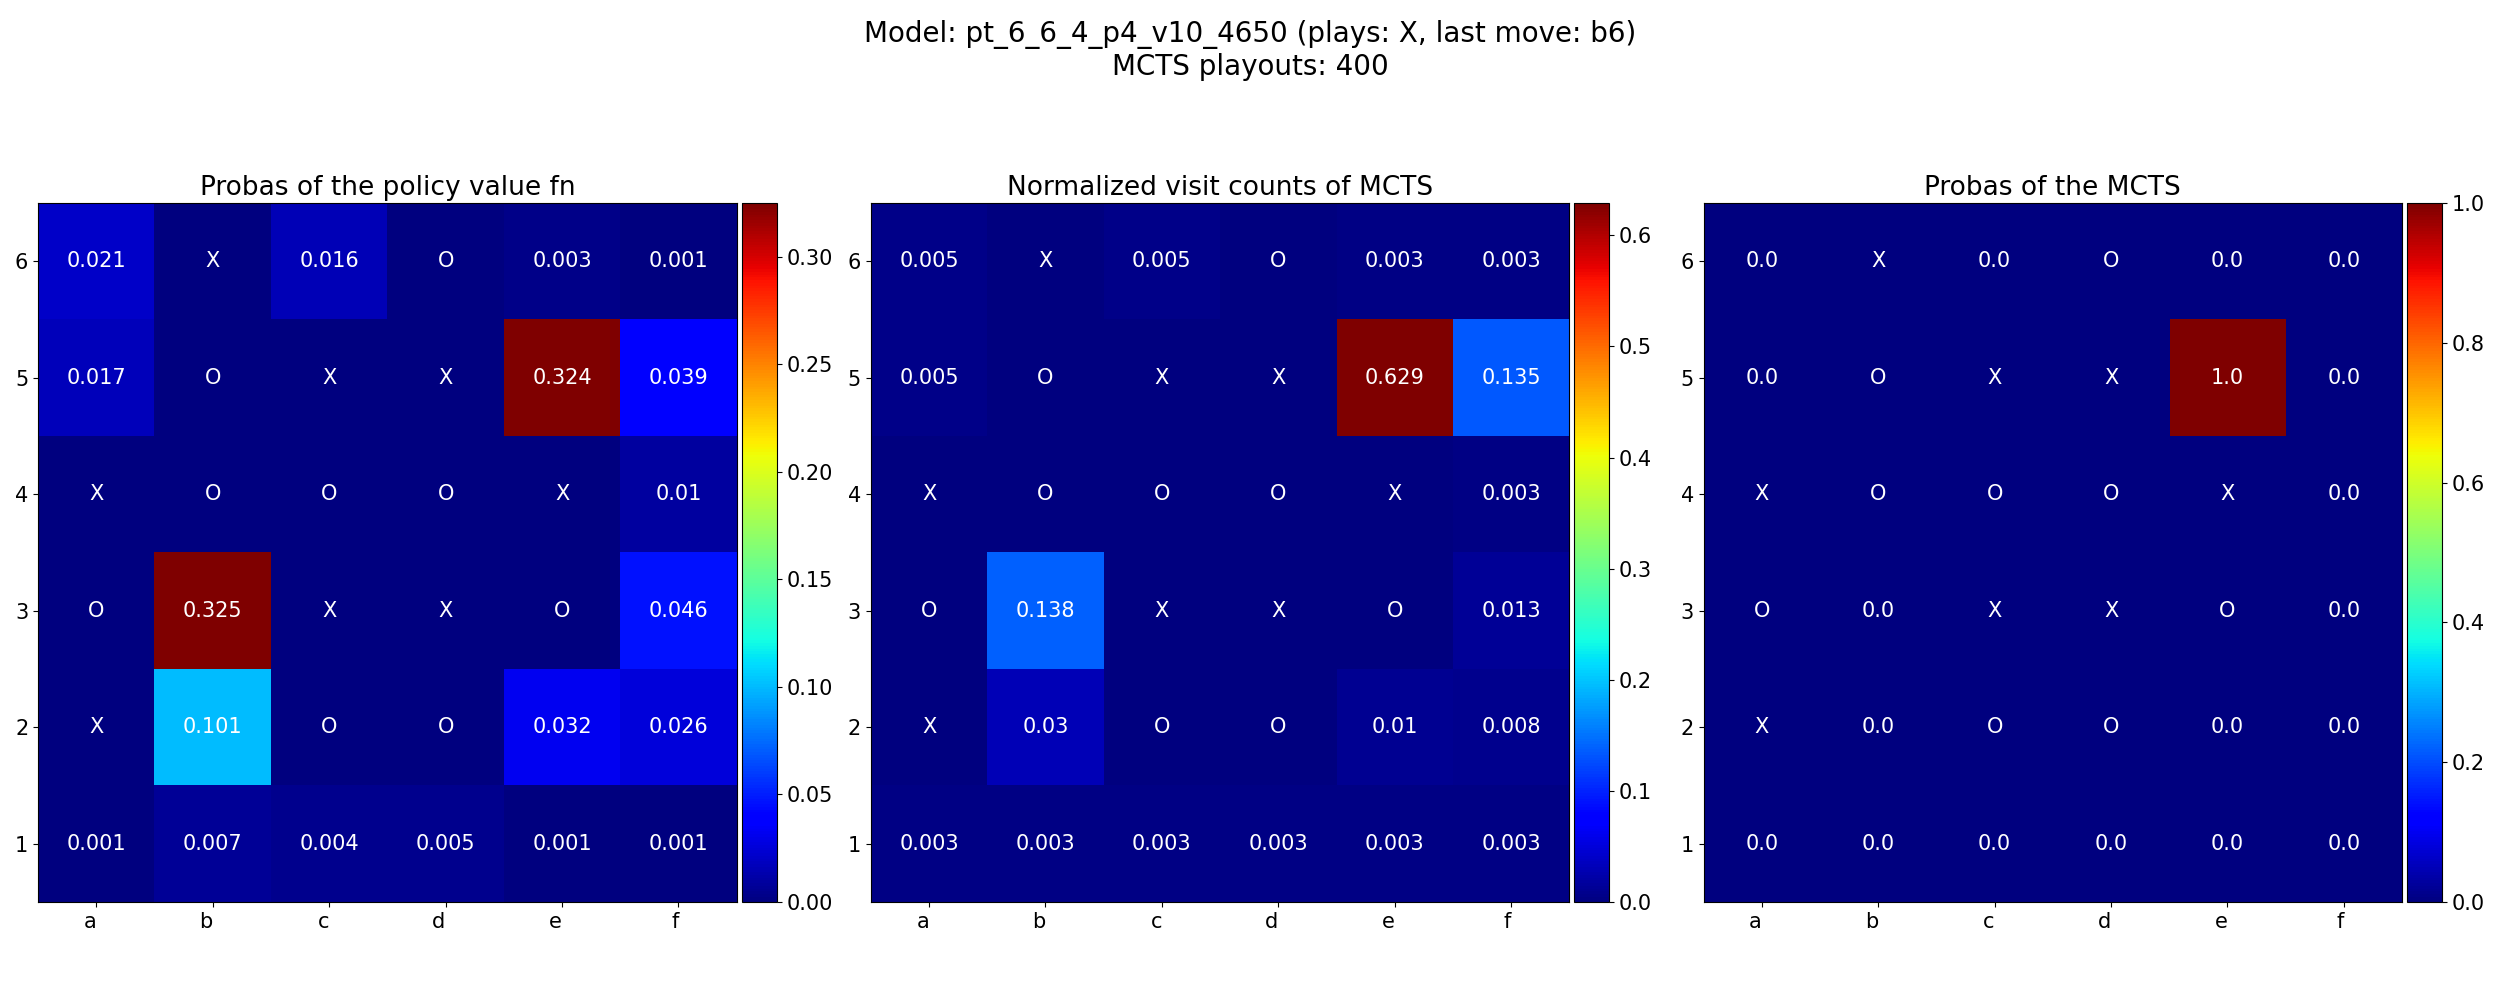 Model: pt_6_6_4_p4_v10_4650 (plays: X, last move: b6)
MCTS playouts: 400
Probas of the policy value fn
6 0.021 X 0.016 O 0.003 0.001
5 0.017 O X X 0.324 0.039
4 X O O O X 0.01
3 O 0.325 X X O 0.046
2 X 0.101 O O 0.032 0.026
1 0.001 0.007 0.004 0.005 0.001 0.001
a b c d e f
0.30
0.25
0.20
0.15
0.10
0.05
0.00
Normalized visit counts of MCTS
6 0.005 X 0.005 O 0.003 0.003
5 0.005 O X X 0.629 0.135
4 X O O O X 0.003
3 O 0.138 X X O 0.013
2 X 0.03 O O 0.01 0.008
1 0.003 0.003 0.003 0.003 0.003 0.003
a b c d e f
0.6
0.5
0.4
0.3
0.2
0.1
0.0
Probas of the MCTS
6 0.0 X 0.0 O 0.0 0.0
5 0.0 O X X 1.0 0.0
4 X O O O X 0.0
3 O 0.0 X X O 0.0
2 X 0.0 O O 0.0 0.0
1 0.0 0.0 0.0 0.0 0.0 0.0
a b c d e f
1.0
0.8
0.6
0.4
0.2
0.0